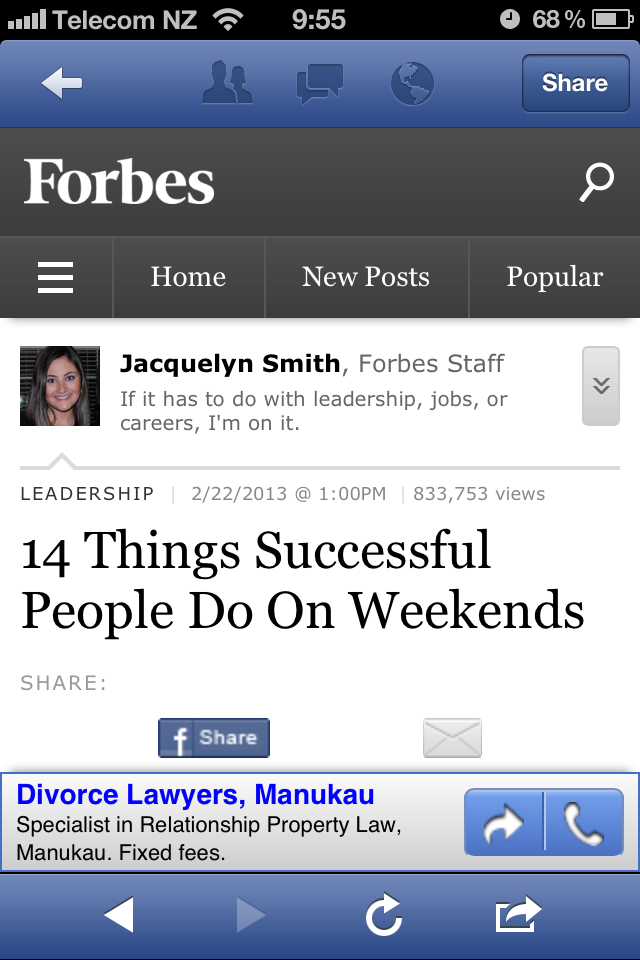 Telecom NZ 9:55 68 %
Share
Forbes
Home New Posts Popular
Jacquelyn Smith, Forbes Staff
If it has to do with leadership, jobs, or
careers, I'm on it.
LEADERSHIP | 2/22/2013 @ 1:00PM | 833,753 views
14 Things Successful
People Do On Weekends
SHARE:
f Share
Divorce Lawyers, Manukau
Specialist in Relationship Property Law,
Manukau. Fixed fees.